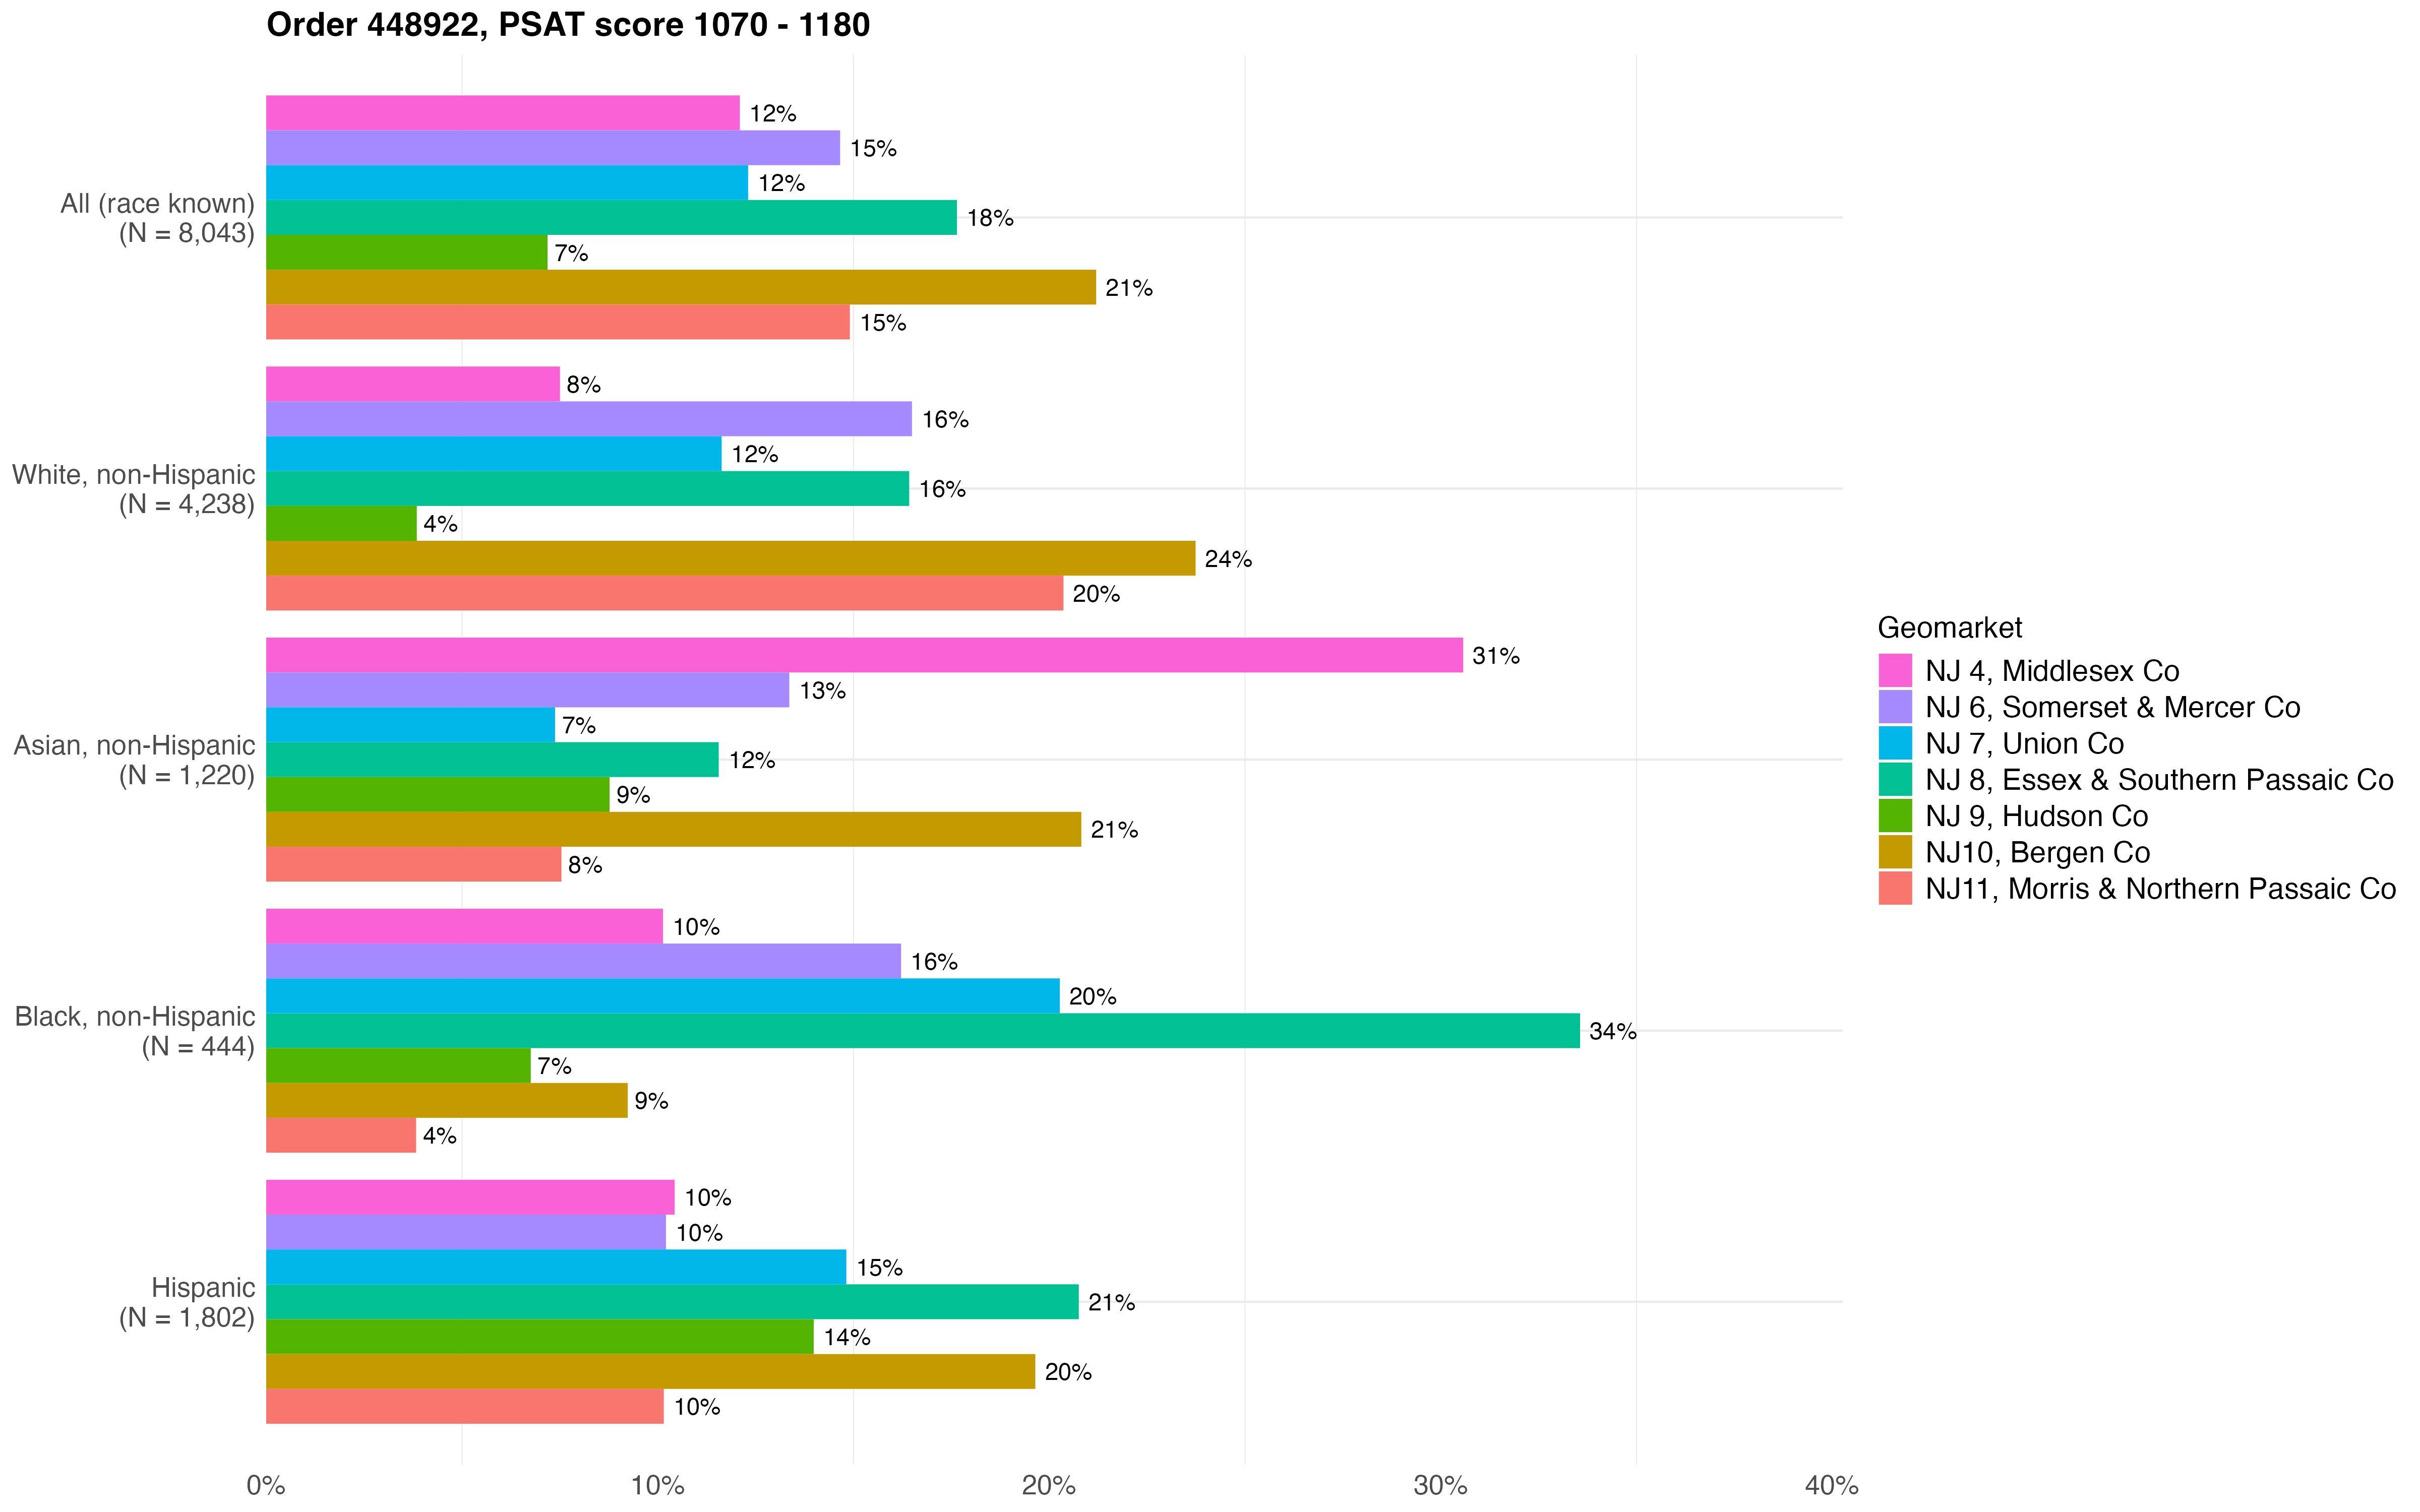 Order 448922, PSAT score 1070 - 1180
All (race known)
(N = 8,043)
12%
15%
12%
18%
7%
21%
15%
White, non-Hispanic
(N = 4,238)
8%
16%
12%
16%
4%
24%
20%
Asian, non-Hispanic
(N = 1,220)
31%
13%
7%
12%
9%
21%
8%
Black, non-Hispanic
(N = 444)
10%
16%
20%
34%
7%
9%
4%
Hispanic
(N = 1,802)
10%
10%
15%
21%
14%
20%
10%
0%
10%
20%
30%
40%
Geomarket
NJ 4, Middlesex Co
NJ 6, Somerset & Mercer Co
NJ 7, Union Co
NJ 8, Essex & Southern Passaic Co
NJ 9, Hudson Co
NJ10, Bergen Co
NJ11, Morris & Northern Passaic Co